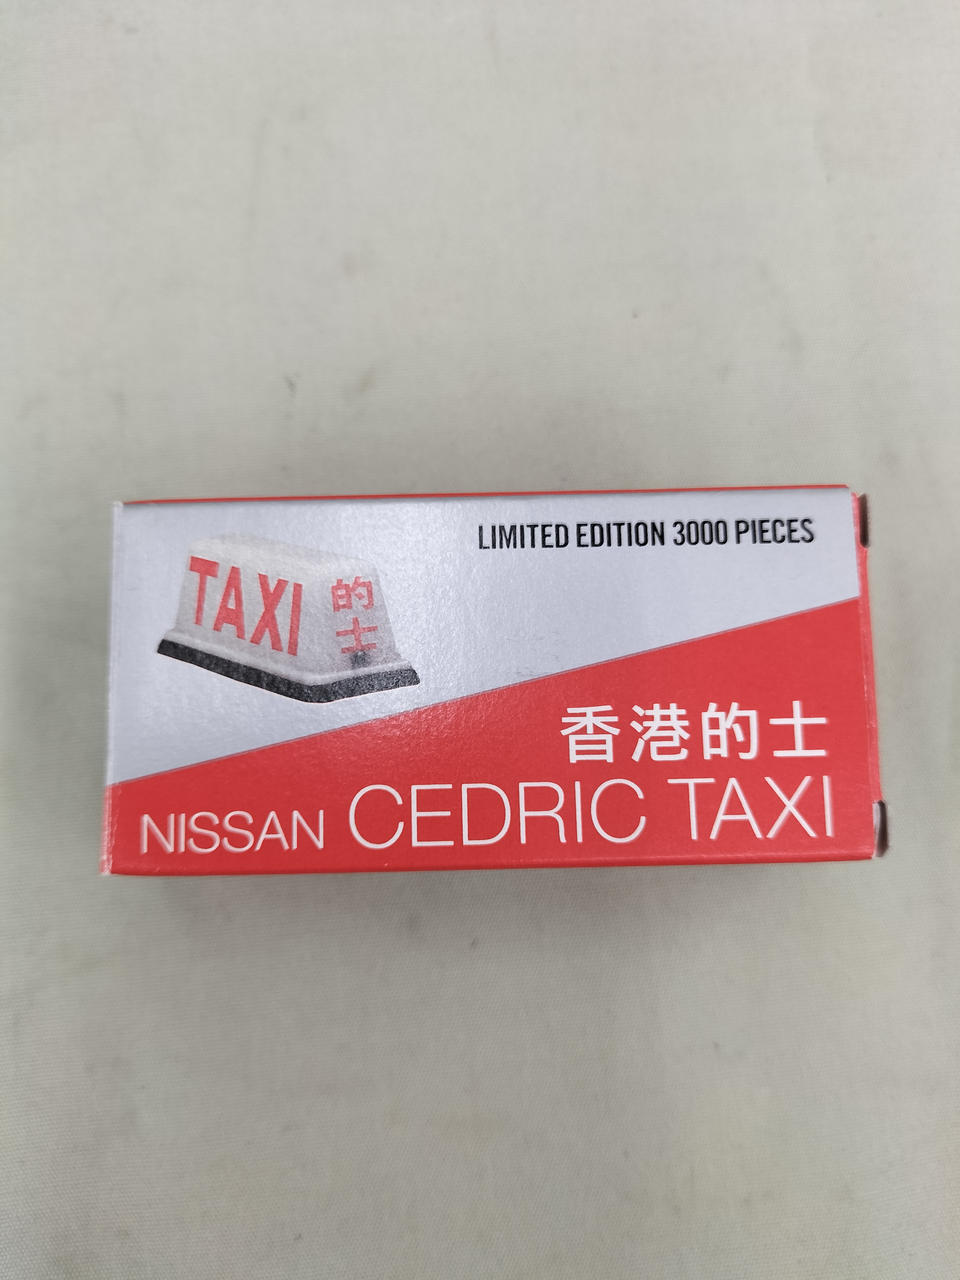 LIMITED EDITION 3000 PIECES
TAXI 的士
香港的士
NISSAN CEDRIC TAXI